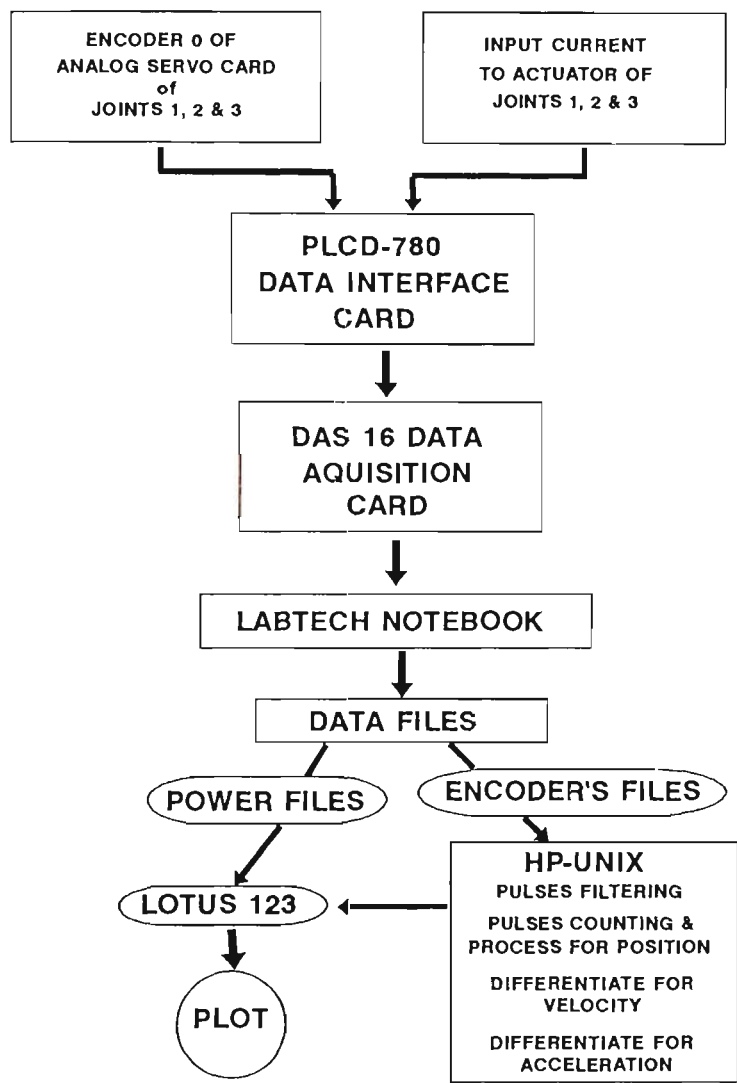 ENCODER 0 OF
ANALOG SERVO CARD
of
JOINTS 1, 2 & 3
INPUT CURRENT
TO ACTUATOR OF
JOINTS 1, 2 & 3
PLCD-780
DATA INTERFACE
CARD
DAS 16 DATA
AQUISITION
CARD
LABTECH NOTEBOOK
DATA FILES
POWER FILES
ENCODER'S FILES
HP-UNIX
PULSES FILTERING
PULSES COUNTING &
PROCESS FOR POSITION
DIFFERENTIATE FOR
VELOCITY
DIFFERENTIATE FOR
ACCELERATION
LOTUS 123
PLOT